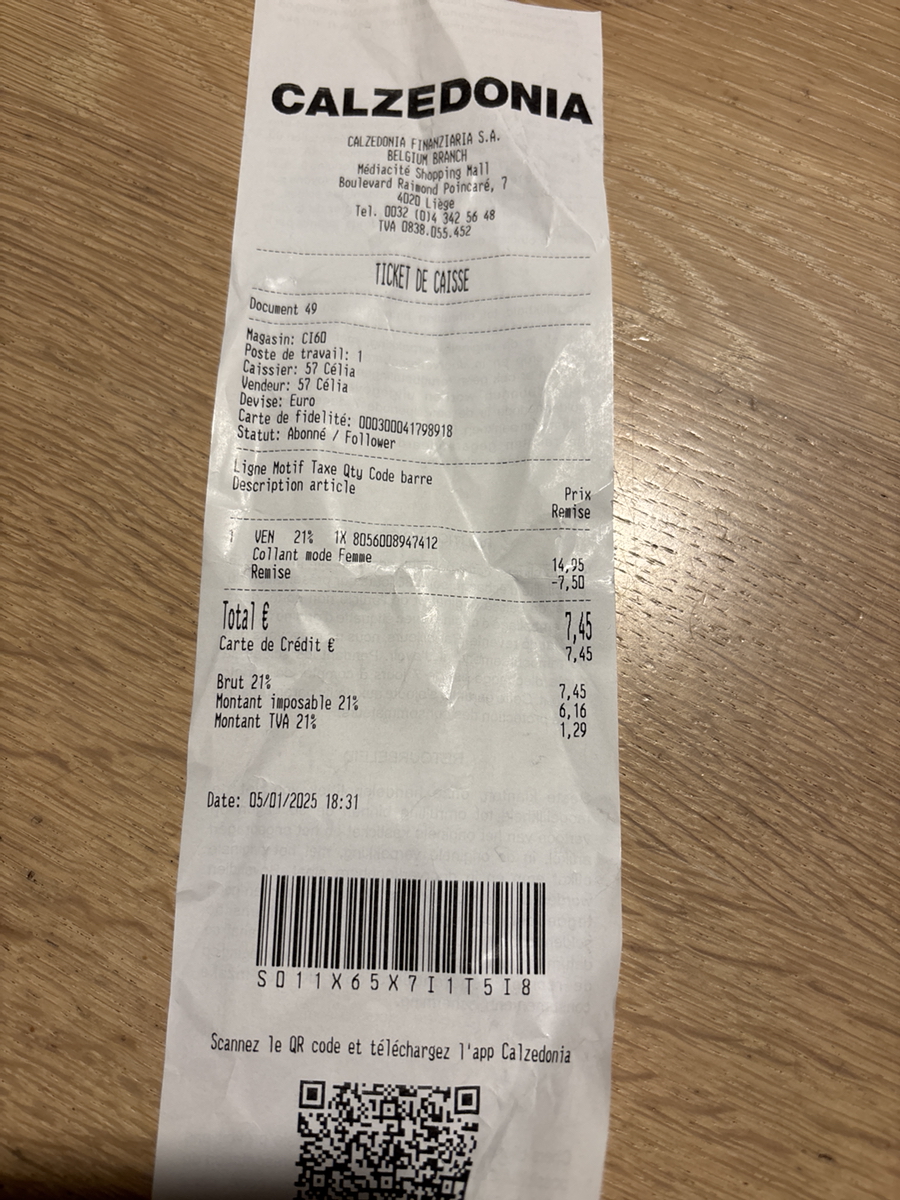 CALZEDONIA
CALZEDONIA FINANZIARIA S.A.
BELGIUM BRANCH
Médiacité Shopping Mall
Boulevard Raimond Poincaré, 7
4020 Liège
Tel. 0032 (0)4 342 56 48
TVA 0838.055.452
TICKET DE CAISSE
Document 49
Magasin: CI60
Poste de travail: 1
Caissier: 57 Célia
Vendeur: 57 Célia
Devise: Euro
Carte de fidelité: 000300041798918
Statut: Abonné / Follower
Ligne Motif Taxe Qty Code barre
Description article Prix
Remise
1 VEN 21% 1X 8056008947412
Collant mode Femme 14,95
Remise -7,50
Total € 7,45
Carte de Crédit € 7,45
Brut 21% 7,45
Montant imposable 21% 6,16
Montant TVA 21% 1,29
Date: 05/01/2025 18:31
S011X65X7I1T5I8
Scannez le QR code et téléchargez l'app Calzedonia